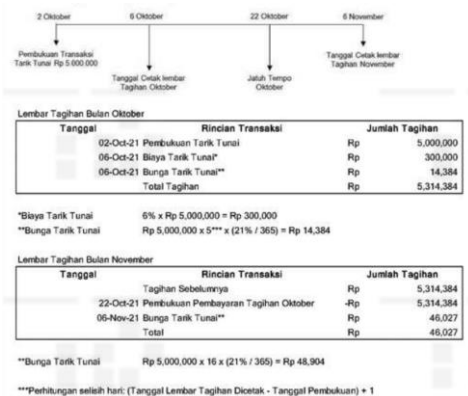 2 Oktober 6 Oktober 22 Oktober 6 November
Pembukuan Transaksi
Tarik Tunai Rp 5.000.000
Tanggal Cetak lembar
Tagihan Oktober
Jatuh Tempo
Oktober
Tanggal Cetak lembar
Tagihan November
Lembar Tagihan Bulan Oktober
Tanggal Rincian Transaksi Jumlah Tagihan
02-Oct-21 Pembukuan Tarik Tunai Rp 5,000,000
06-Oct-21 Biaya Tarik Tunai* Rp 300,000
06-Oct-21 Bunga Tarik Tunai** Rp 14,384
Total Tagihan Rp 5,314,384
*Biaya Tarik Tunai 6% x Rp 5,000,000 = Rp 300,000
**Bunga Tarik Tunai Rp 5,000,000 x 5*** x (21% / 365) = Rp 14,384
Lembar Tagihan Bulan November
Tanggal Rincian Transaksi Jumlah Tagihan
Tagihan Sebelumnya Rp 5,314,384
22-Oct-21 Pembukuan Pembayaran Tagihan Oktober -Rp 5,314,384
06-Nov-21 Bunga Tarik Tunai** Rp 46,027
Total Rp 46,027
**Bunga Tarik Tunai Rp 5,000,000 x 16 x (21% / 365) = Rp 48,904
***Perhitungan selisih hari: (Tanggal Lembar Tagihan Dicetak - Tanggal Pembukuan) + 1